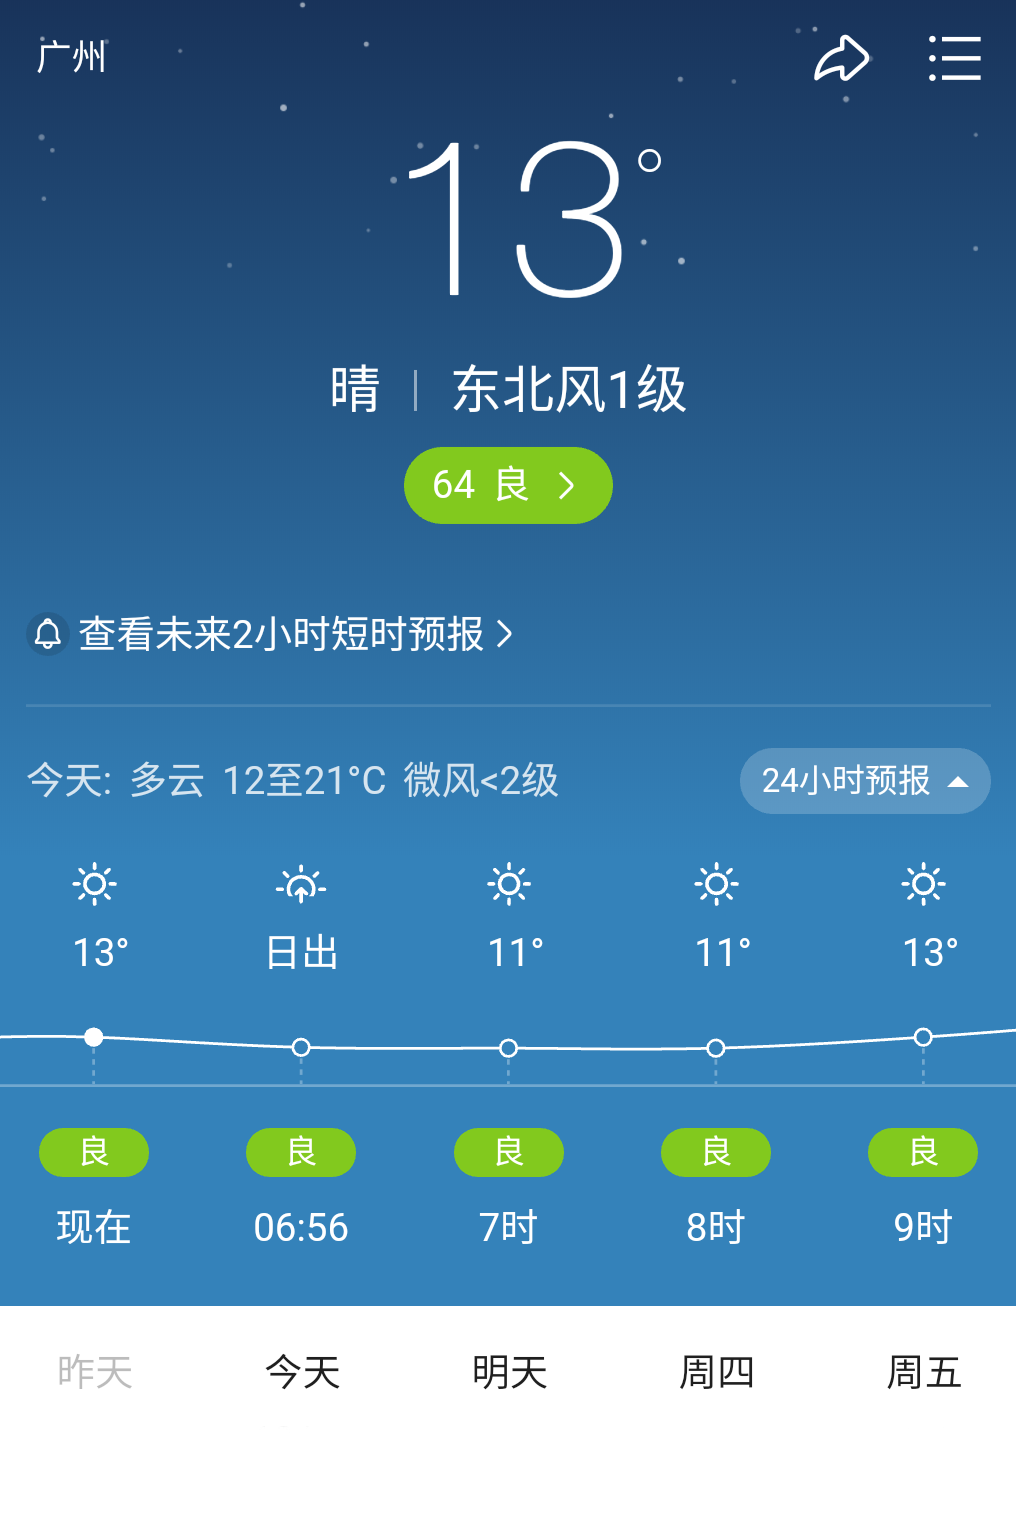 广州
13°
晴 东北风1级
64 良
查看未来2小时短时预报
今天: 多云 12至21°C 微风<2级
24小时预报
13° 日出 11° 11° 13°
良 良 良 良 良
现在 06:56 7时 8时 9时
昨天 今天 明天 周四 周五